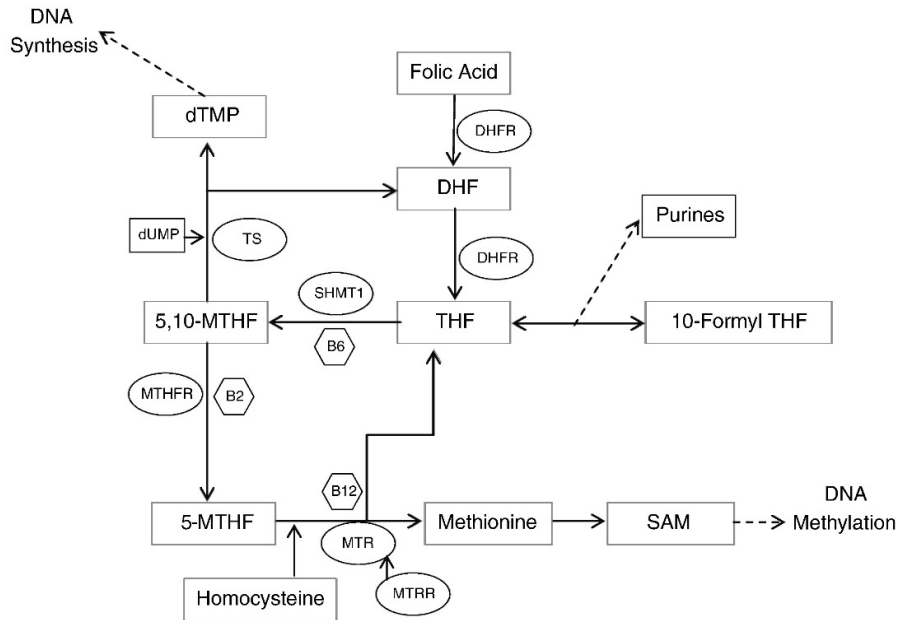 DNA
Synthesis
Folic Acid
dTMP
DHFR
DHF
Purines
dUMP
TS
DHFR
SHMT1
5,10-MTHF
THF
10-Formyl THF
B6
MTHFR
B2
B12
DNA
Methylation
5-MTHF
Methionine
SAM
MTR
Homocysteine
MTRR